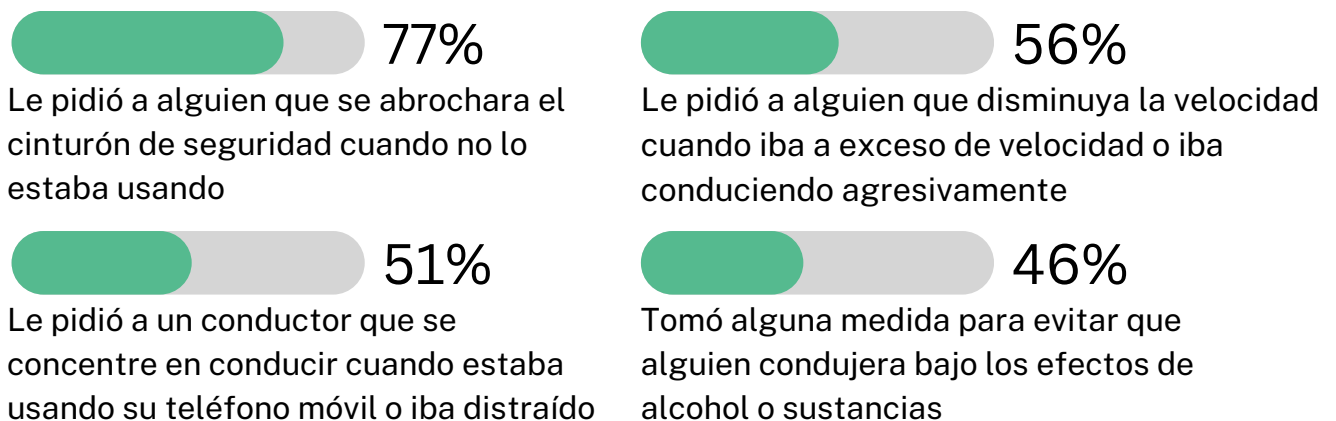 77%
Le pidió a alguien que se abrochara el
cinturón de seguridad cuando no lo
estaba usando
56%
Le pidió a alguien que disminuya la velocidad
cuando iba a exceso de velocidad o iba
conduciendo agresivamente
51%
Le pidió a un conductor que se
concentre en conducir cuando estaba
usando su teléfono móvil o iba distraído
46%
Tomó alguna medida para evitar que
alguien condujera bajo los efectos de
alcohol o sustancias